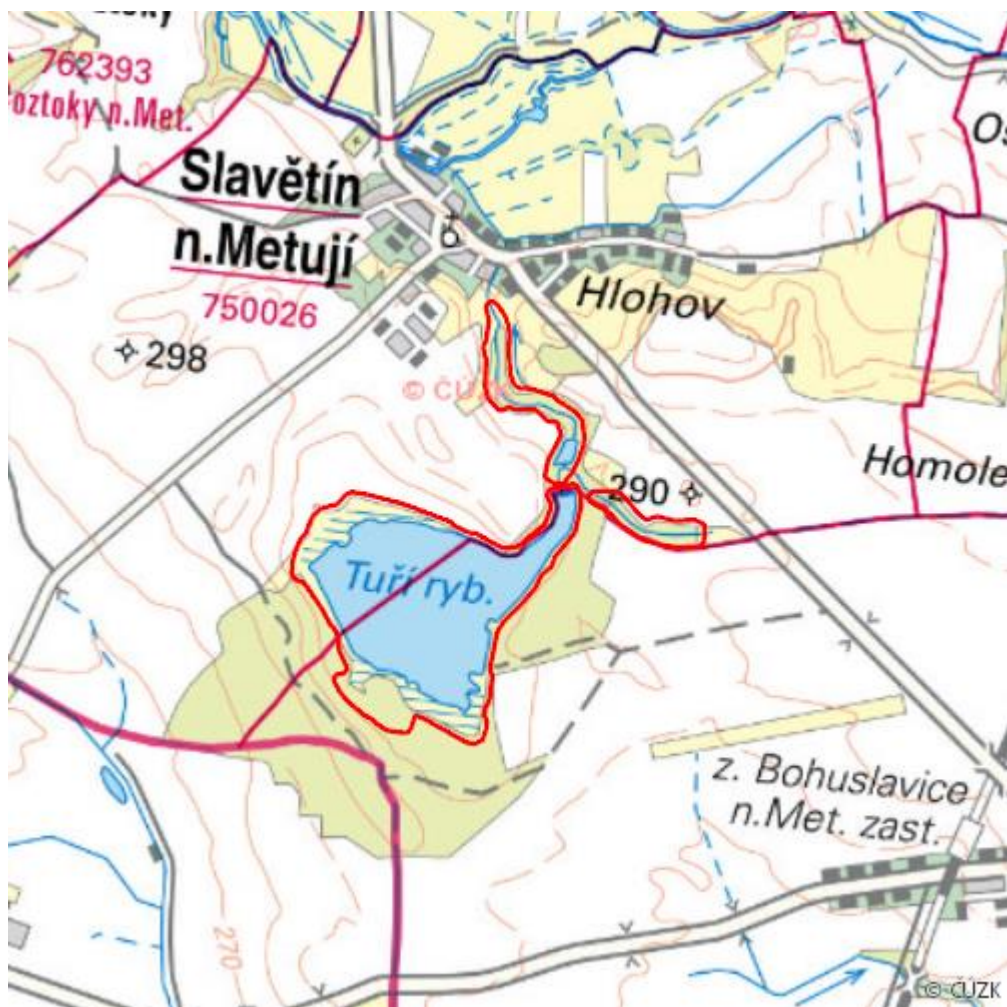 762393
oztoky n.Met.
Slavětín
n.Metují
750026
Hlohov
298
© ČÚZK
290
Homole
Tuří ryb.
z. Bohuslavice
n.Met. zast.
270
© ČÚZK